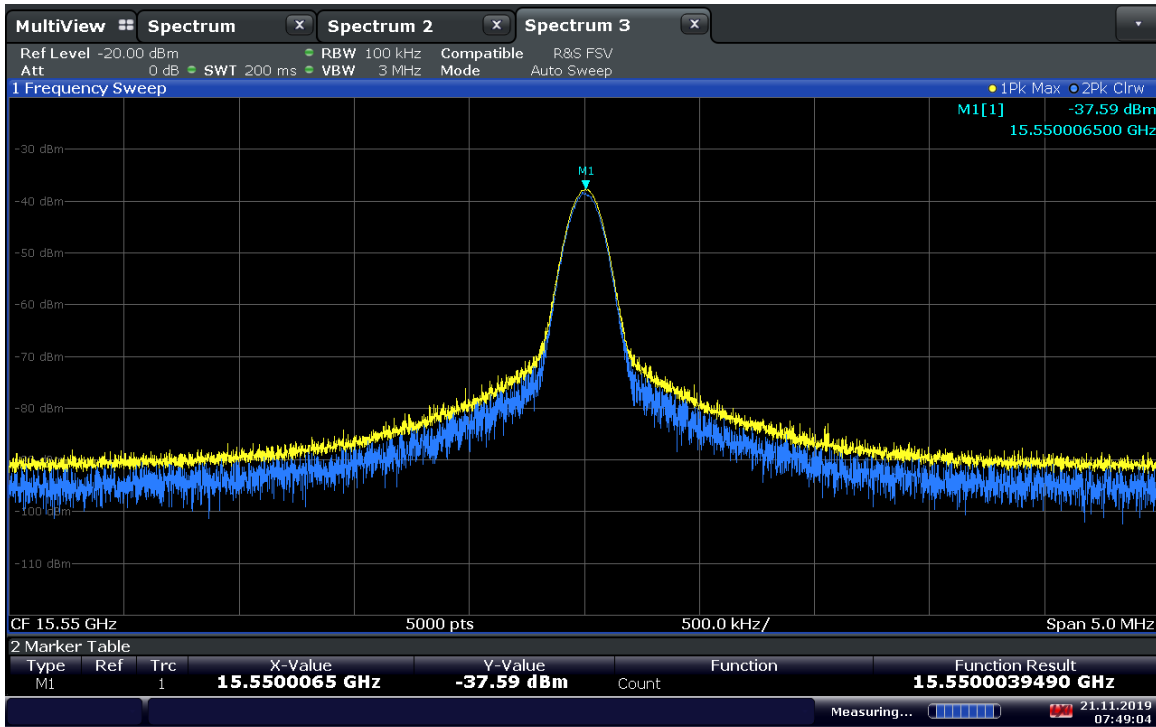 MultiView Spectrum X Spectrum 2 X Spectrum 3 X
Ref Level -20.00 dBm RBW 100 kHz Compatible R&S FSV
Att 0 dB SWT 200 ms VBW 3 MHz Mode Auto Sweep
1 Frequency Sweep 1Pk Max 2Pk Clrw
M1[1] -37.59 dBm
15.550006500 GHz
-30 dBm
M1
-40 dBm
-50 dBm
-60 dBm
-70 dBm
-80 dBm
-100 dBm
-110 dBm
CF 15.55 GHz 5000 pts 500.0 kHz/ Span 5.0 MHz
2 Marker Table
Type Ref Trc X-Value Y-Value Function Function Result
M1 1 15.5500065 GHz -37.59 dBm Count 15.5500039490 GHz
Measuring... 21.11.2019
07:49:04